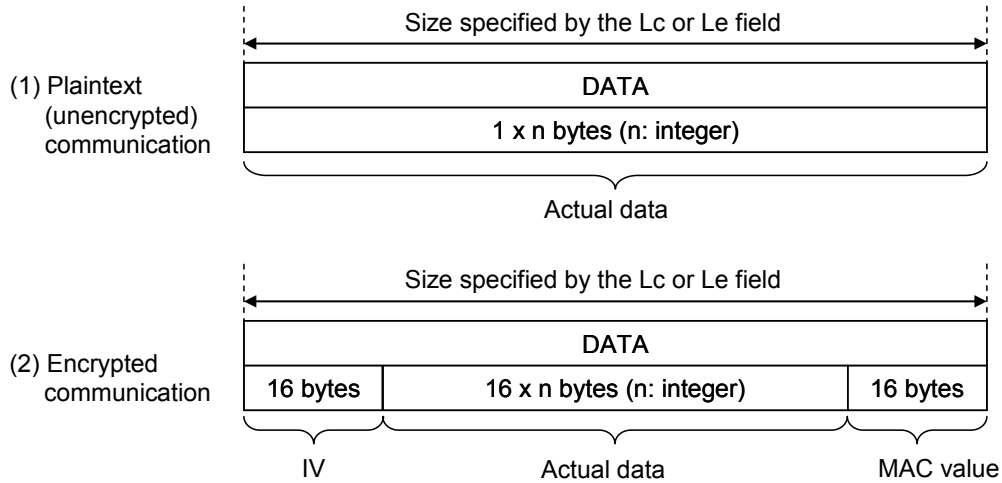 Size specified by the Lc or Le field
(1) Plaintext
(unencrypted)
communication
DATA
1 x n bytes (n: integer)
Actual data
Size specified by the Lc or Le field
(2) Encrypted
communication
DATA
16 bytes
16 x n bytes (n: integer)
16 bytes
IV
Actual data
MAC value